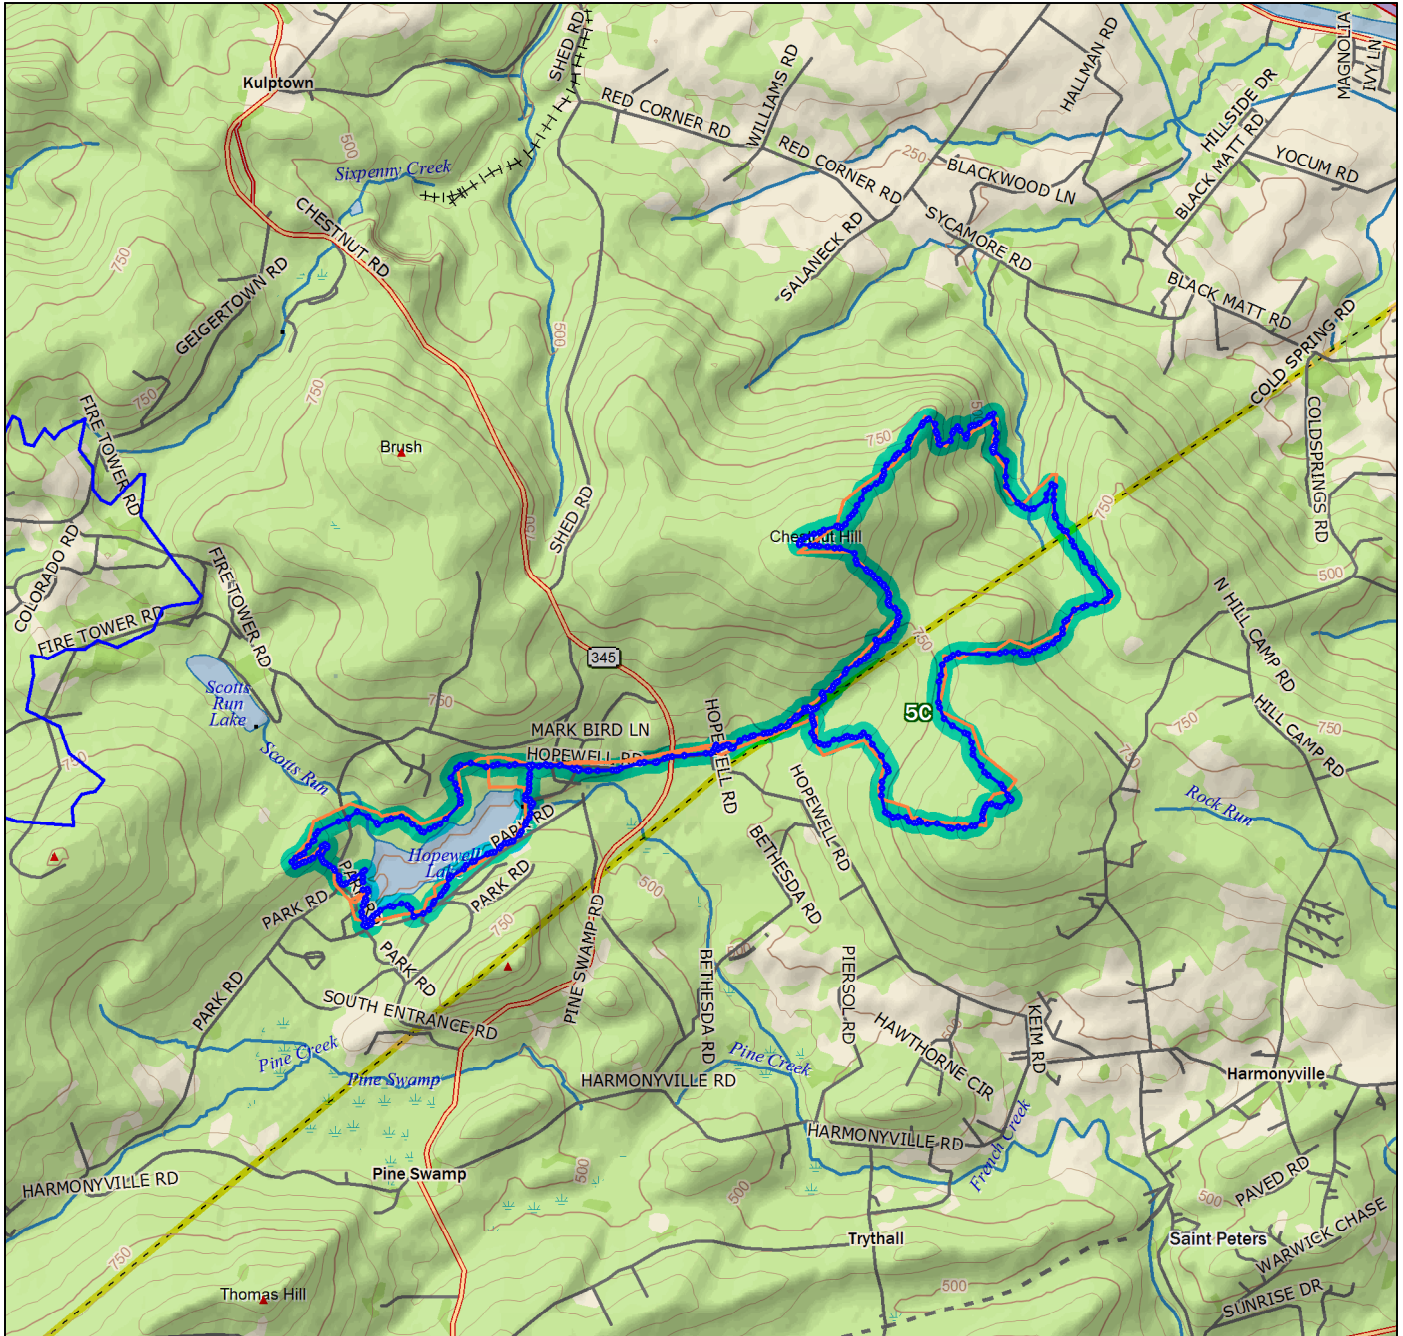 SHED RD
MAGNOLIA
IVY LN
HALLMAN RD
Kulptown
WILLIAMS RD
RED CORNER RD
HILLSIDE DR
BLACK MATT RD
500
Sixpenny Creek
RED CORNER RD
250
BLACKWOOD LN
YOCUM RD
CHESTNUT RD
SYCAMORE RD
SALANECK RD
750
GEIGERTOWN RD
BLACK MATT RD
500
COLD SPRING RD
750
750
FIRE TOWER RD
500
750
Brush
COLDSPRINGS RD
SHED RD
750
750
Chestnut Hill
COLORADO RD
FIRE TOWER RD
500
N HILL CAMP RD
FIRE TOWER RD
750
345
Scotts
Run
Lake
750
HOPEWELL RD
5C
HILL CAMP RD
750
750
MARK BIRD LN
HOPEWELL RD
750
750
Scotts Run
HOPEWELL RD
Rock Run
PARK RD
BETHESDA RD
Hopewell
Lake
PARK RD
PARK RD
PARK RD
500
750
PINE SWAMP RD
500
PARK RD
PARK RD
SOUTH ENTRANCE RD
BETHESDA RD
PIERSOL RD
HAWTHORNE CIR
500
KEIM RD
Pine Creek
Pine Creek
Pine Swamp
HARMONYVILLE RD
Harmonyville
HARMONYVILLE RD
French Creek
Pine Swamp
HARMONYVILLE RD
500
500
500
PAVED RD
Trythall
Saint Peters
WARWICK CHASE
750
Thomas Hill
500
SUNRISE DR